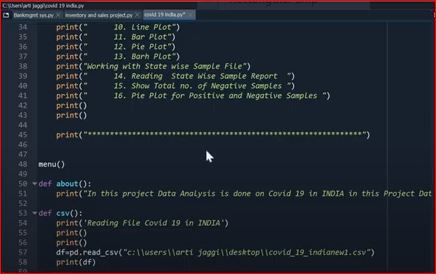 C:\Users\arti jaggi\covid 19 india.py
Bankmgmt sys.py × inventory and sales project.py × covid 19 india.py* ×
34 print("      10. Line Plot")
35 print("      11. Bar Plot")
36 print("      12. Pie Plot")
37 print("      13. Barh Plot")
38 print("Working with State wise Sample File")
39 print("      14. Reading  State Wise Sample Report  ")
40 print("      15. Show Total no. of Negative Samples")
41 print("      16. Pie Plot for Positive and Negative Samples ")
42 print()
43 print()
44
45
46
47
48 menu()
49
50 def about():
51 print("In this project Data Analysis is done on Covid 19 in INDIA in this Project Dat
52
53 def csv():
54 print('Reading File Covid 19 in INDIA')
55 print()
56 print()
57 df=pd.read_csv("c:\\users\\arti jaggi\\desktop\\covid_19_indianew1.csv")
58 print(df)